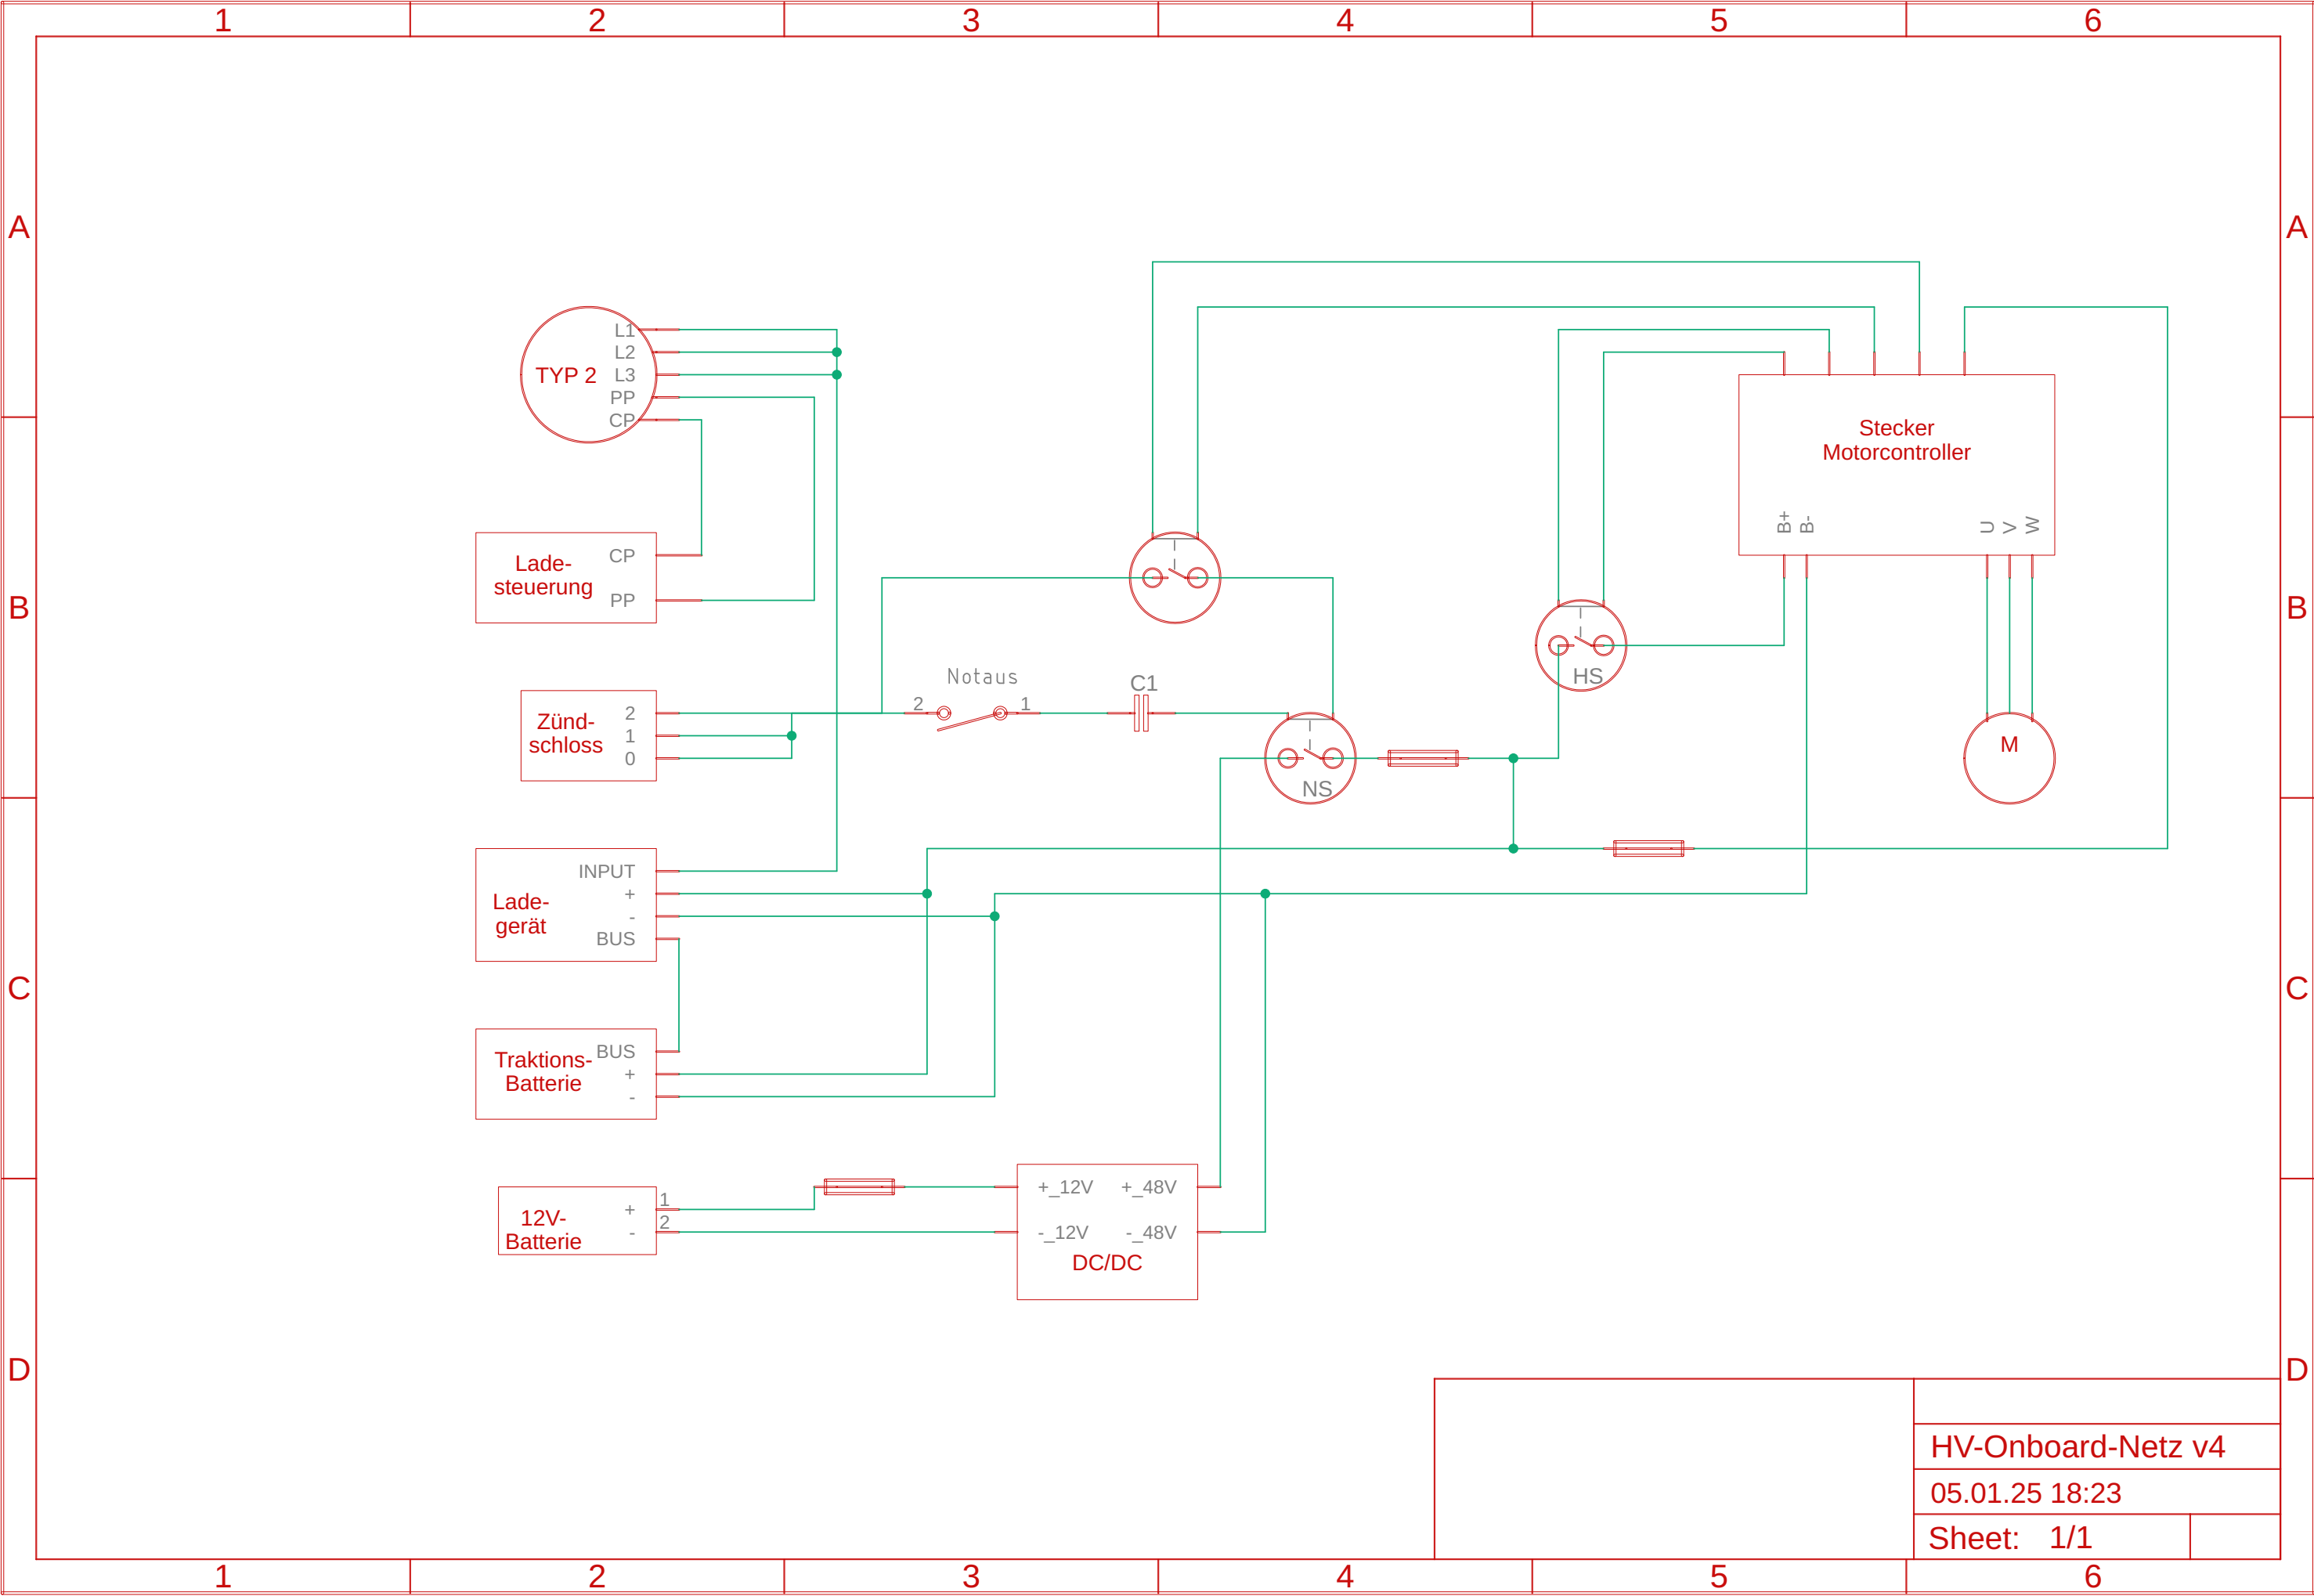 1 2 3 4 5 6
A A
L1
L2
TYP 2 L3
PP
CP
Stecker
Motorcontroller
B+ B- U V W
B B
Lade-
steuerung
CP
PP
HS
Notaus
2 1
C1
Zünd-
schloss
2
1
0
NS
M
Lade-
gerät
INPUT
+
-
BUS
C C
Traktions-
Batterie
BUS
+
-
12V-
Batterie
+ 1
- 2
+_12V +_48V
-_12V -_48V
DC/DC
D D
HV-Onboard-Netz v4
05.01.25 18:23
Sheet: 1/1
1 2 3 4 5 6